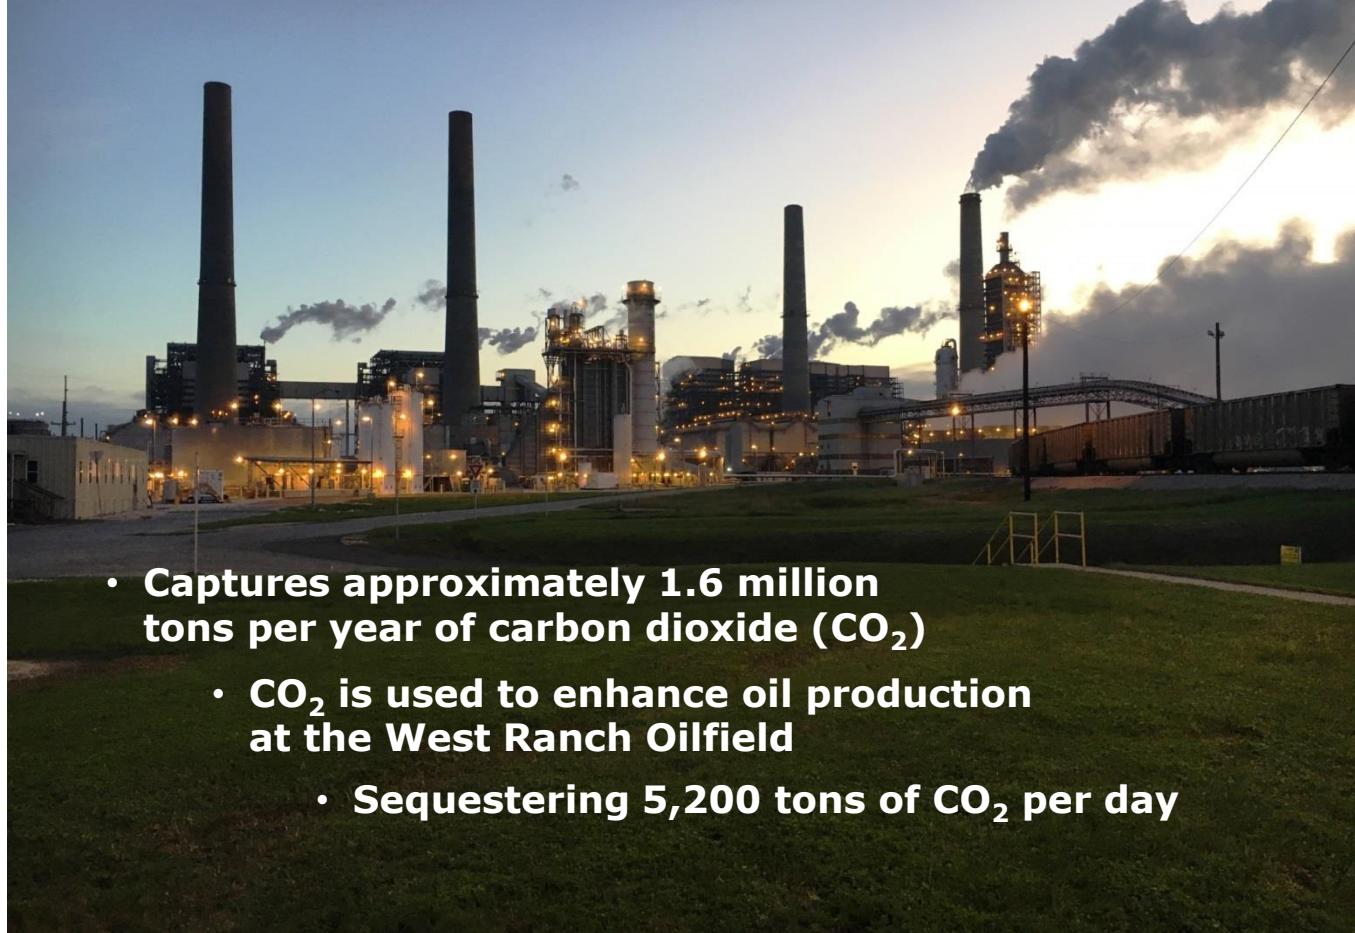 • Captures approximately 1.6 million
tons per year of carbon dioxide (CO₂)
• CO₂ is used to enhance oil production
at the West Ranch Oilfield
• Sequestering 5,200 tons of CO₂ per day